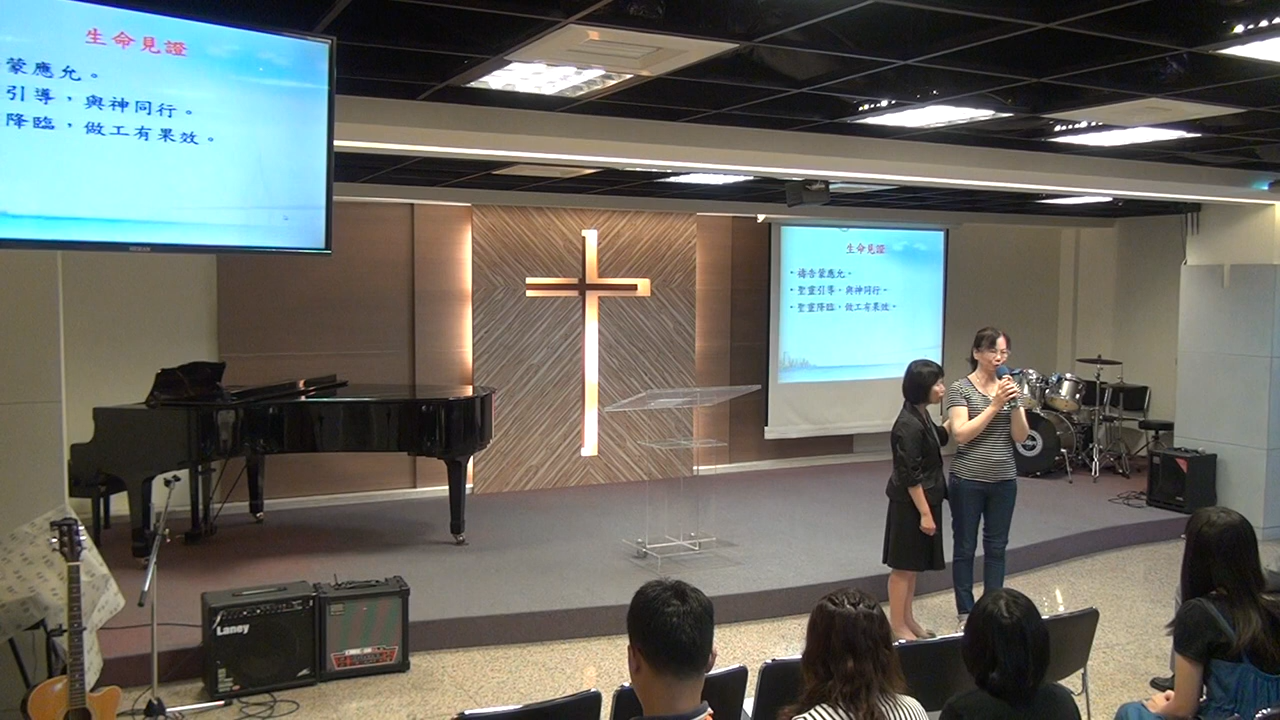 生命見證
蒙應允。
引導，與神同行。
降臨，做工有果效。
生命見證
• 禱告蒙應允。
• 聖靈引導，與神同行。
• 聖靈降臨，做工有果效。
Laney